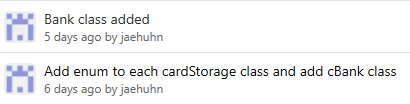 Bank class added
5 days ago by jaehuhn
Add enum to each cardStorage class and add cBank class
6 days ago by jaehuhn